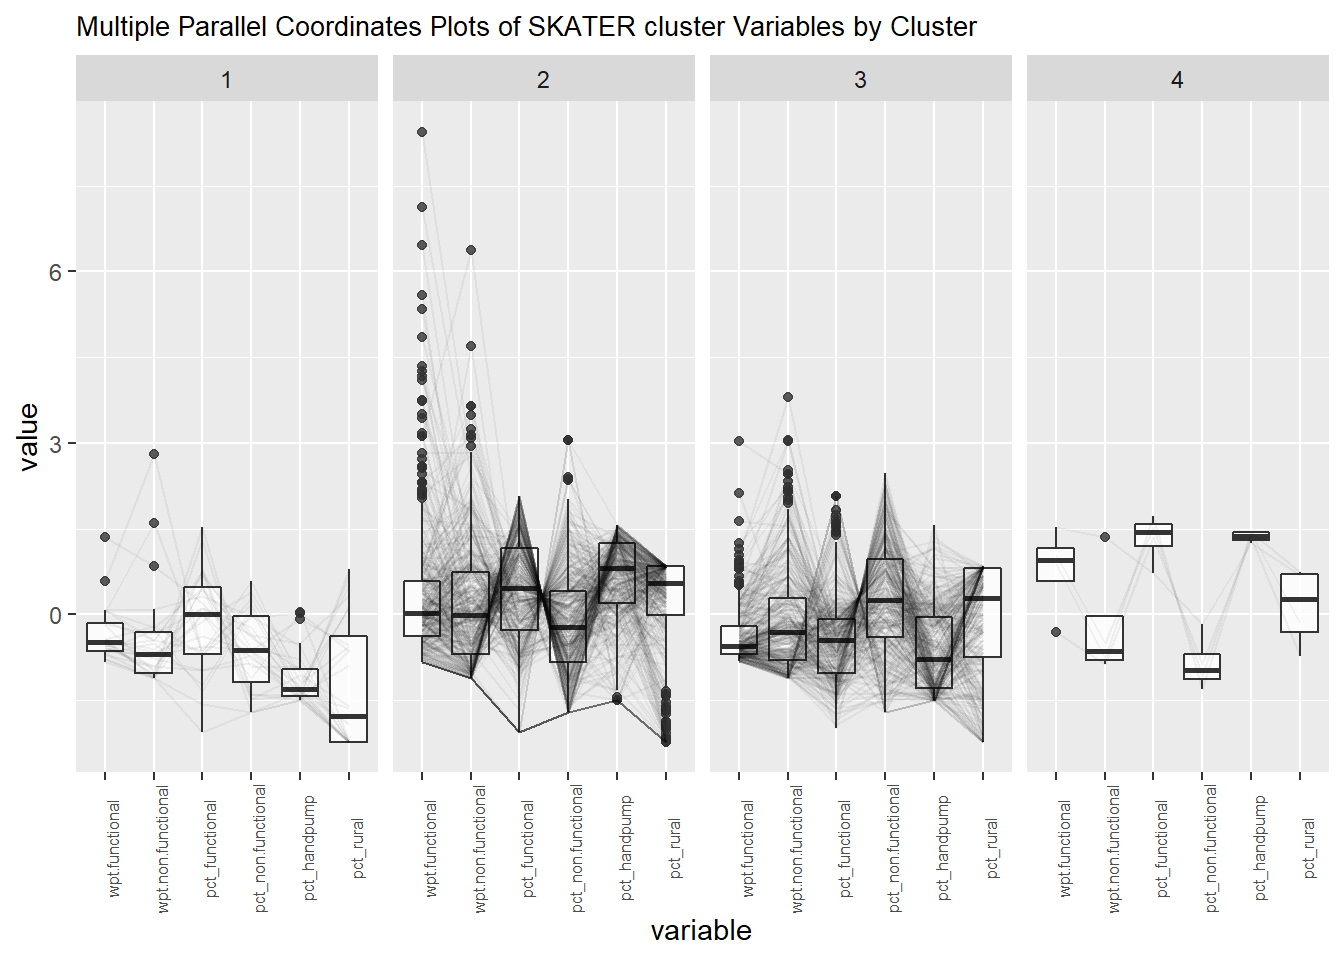 Multiple Parallel Coordinates Plots of SKATER cluster Variables by Cluster
1
2
3
4
value
6
3
0
wpt.functional
wpt.non.functional
pct_functional
pct_non.functional
pct_handpump
pct_rural
wpt.functional
wpt.non.functional
pct_functional
pct_non.functional
pct_handpump
pct_rural
wpt.functional
wpt.non.functional
pct_functional
pct_non.functional
pct_handpump
pct_rural
wpt.functional
wpt.non.functional
pct_functional
pct_non.functional
pct_handpump
pct_rural
variable